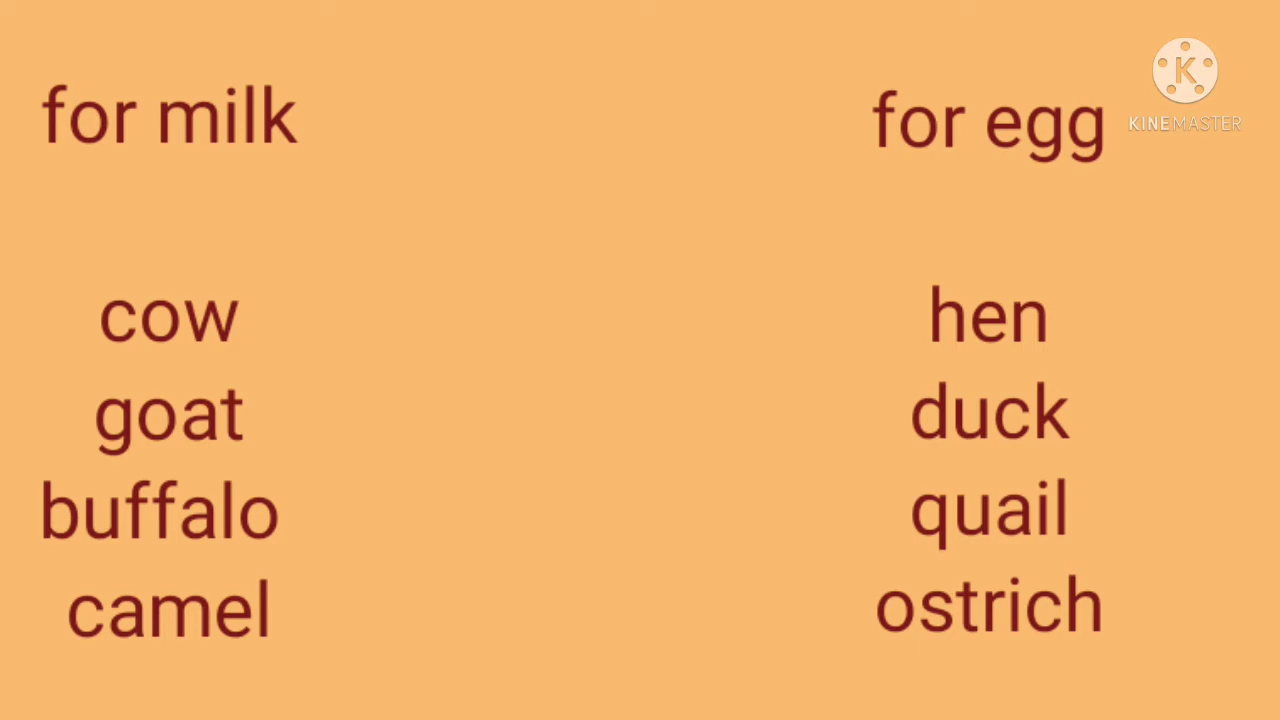 for milk
for egg
KINEMASTER
cow
hen
goat
duck
buffalo
quail
camel
ostrich